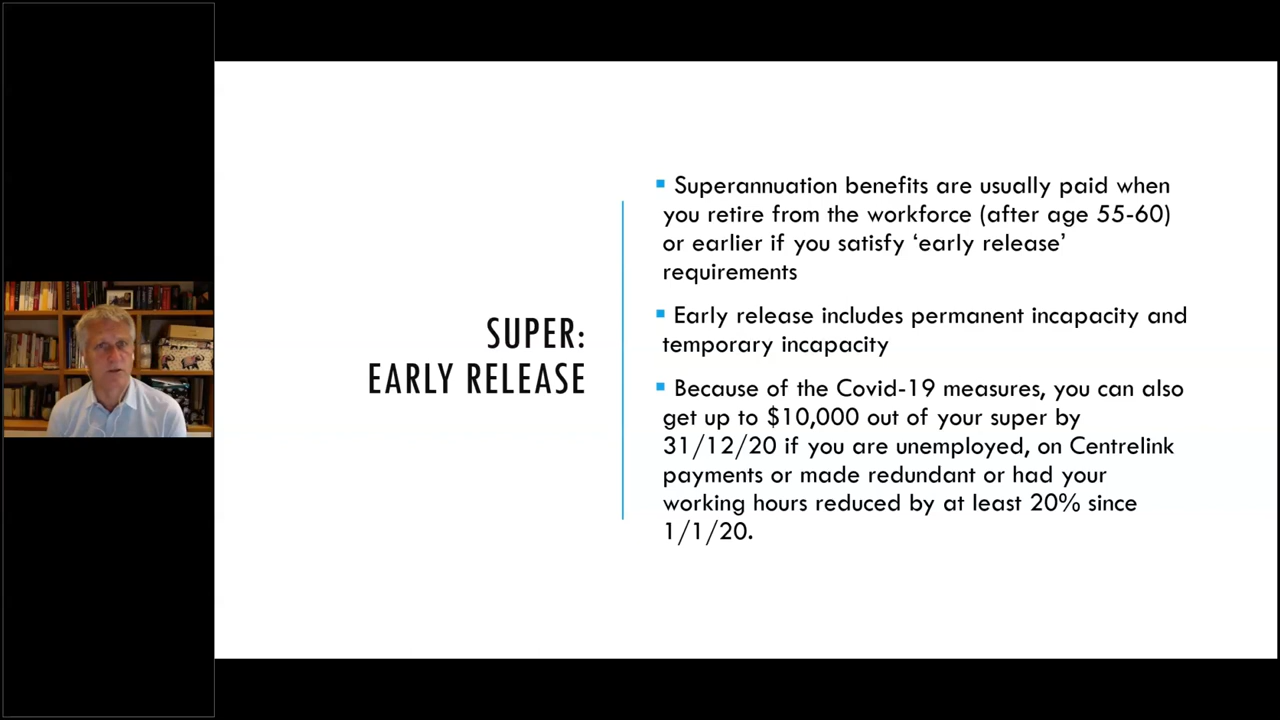 SUPER:
EARLY RELEASE
Superannuation benefits are usually paid when
you retire from the workforce (after age 55-60)
or earlier if you satisfy ‘early release’
requirements
Early release includes permanent incapacity and
temporary incapacity
Because of the Covid-19 measures, you can also
get up to $10,000 out of your super by
31/12/20 if you are unemployed, on Centrelink
payments or made redundant or had your
working hours reduced by at least 20% since
1/1/20.